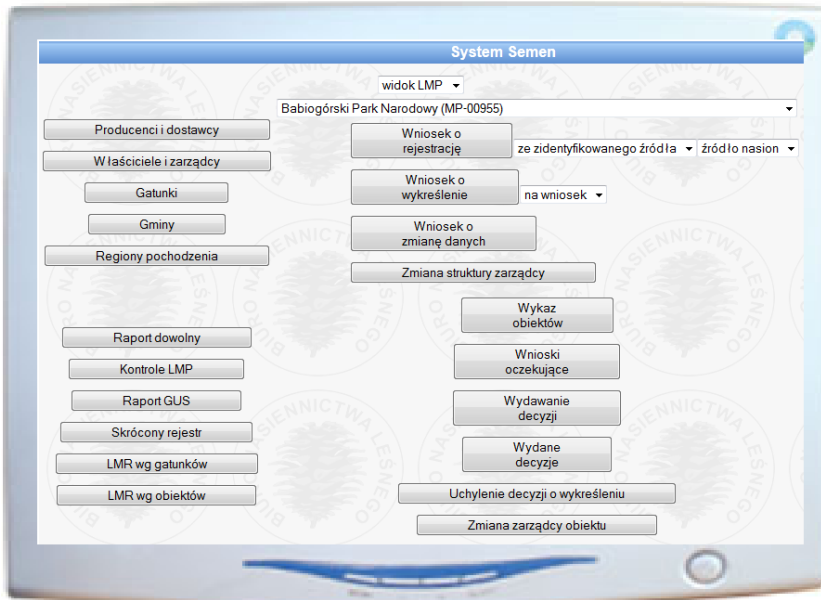 System Semen
widok LMP
Babiogórski Park Narodowy (MP-00955)
Producenci i dostawcy
Właściciele i zarządcy
Gatunki
Gminy
Regiony pochodzenia
Wniosek o
rejestrację
ze zidentyfikowanego źródła
źródło nasion
Wniosek o
wykreślenie
na wniosek
Wniosek o
zmianę danych
Zmiana struktury zarządcy
Raport dowolny
Kontrole LMP
Raport GUS
Skrócony rejestr
LMR wg gatunków
LMR wg obiektów
Wykaz
obiektów
Wnioski
oczekujące
Wydawanie
decyzji
Wydane
decyzje
Uchylenie decyzji o wykreśleniu
Zmiana zarządcy obiektu
BIURO NASIENNICTWA LEŚNEGO